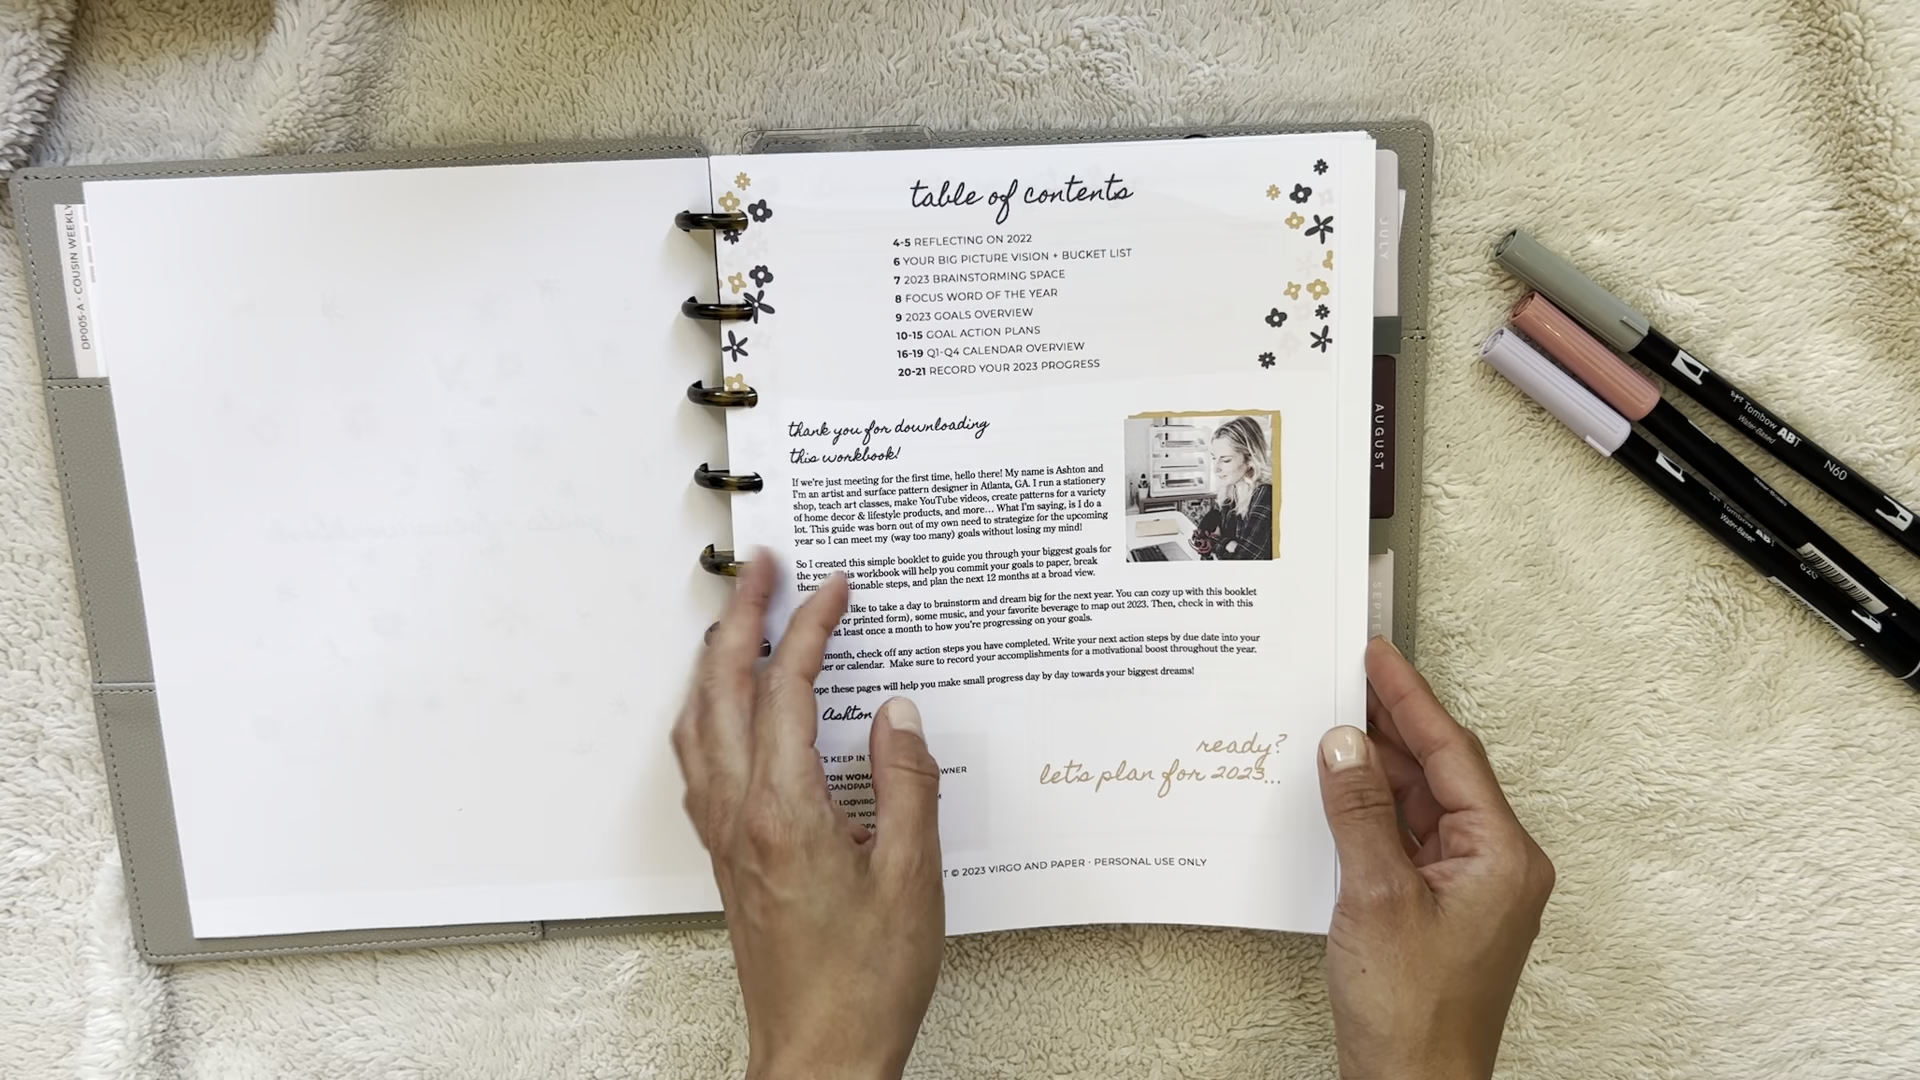 DP005-A · COUSIN WEEKLY
table of contents
4-5 REFLECTING ON 2022
6 YOUR BIG PICTURE VISION + BUCKET LIST
7 2023 BRAINSTORMING SPACE
8 FOCUS WORD OF THE YEAR
9 2023 GOALS OVERVIEW
10-15 GOAL ACTION PLANS
16-19 Q1-Q4 CALENDAR OVERVIEW
20-21 RECORD YOUR 2023 PROGRESS
thank you for downloading
this workbook!
If we're just meeting for the first time, hello there! My name is Ashton and
I'm an artist and surface pattern designer in Atlanta, GA. I run a stationery
shop, teach art classes, make YouTube videos, create patterns for a variety
of home decor & lifestyle products, and more... What I'm saying, is I do a
lot. This guide was born out of my own need to strategize for the upcoming
year so I can meet my (way too many) goals without losing my mind!
So I created this simple booklet to guide you through your biggest goals for
the year. This workbook will help you commit your goals to paper, break
them actionable steps, and plan the next 12 months at a broad view.
like to take a day to brainstorm and dream big for the next year. You can cozy up with this booklet
or printed form), some music, and your favorite beverage to map out 2023. Then, check in with this
at least once a month to how you're progressing on your goals.
month, check off any action steps you have completed. Write your next action steps by due date into your
or calendar. Make sure to record your accomplishments for a motivational boost throughout the year.
these pages will help you make small progress day by day towards your biggest dreams!
Ashton
KEEP IN
OWNER
ready?
let's plan for 2023...
© 2023 VIRGO AND PAPER · PERSONAL USE ONLY
JULY
AUGUST
Tombow ABT
Water-Based
N60
Tombow ABT
Water-Based